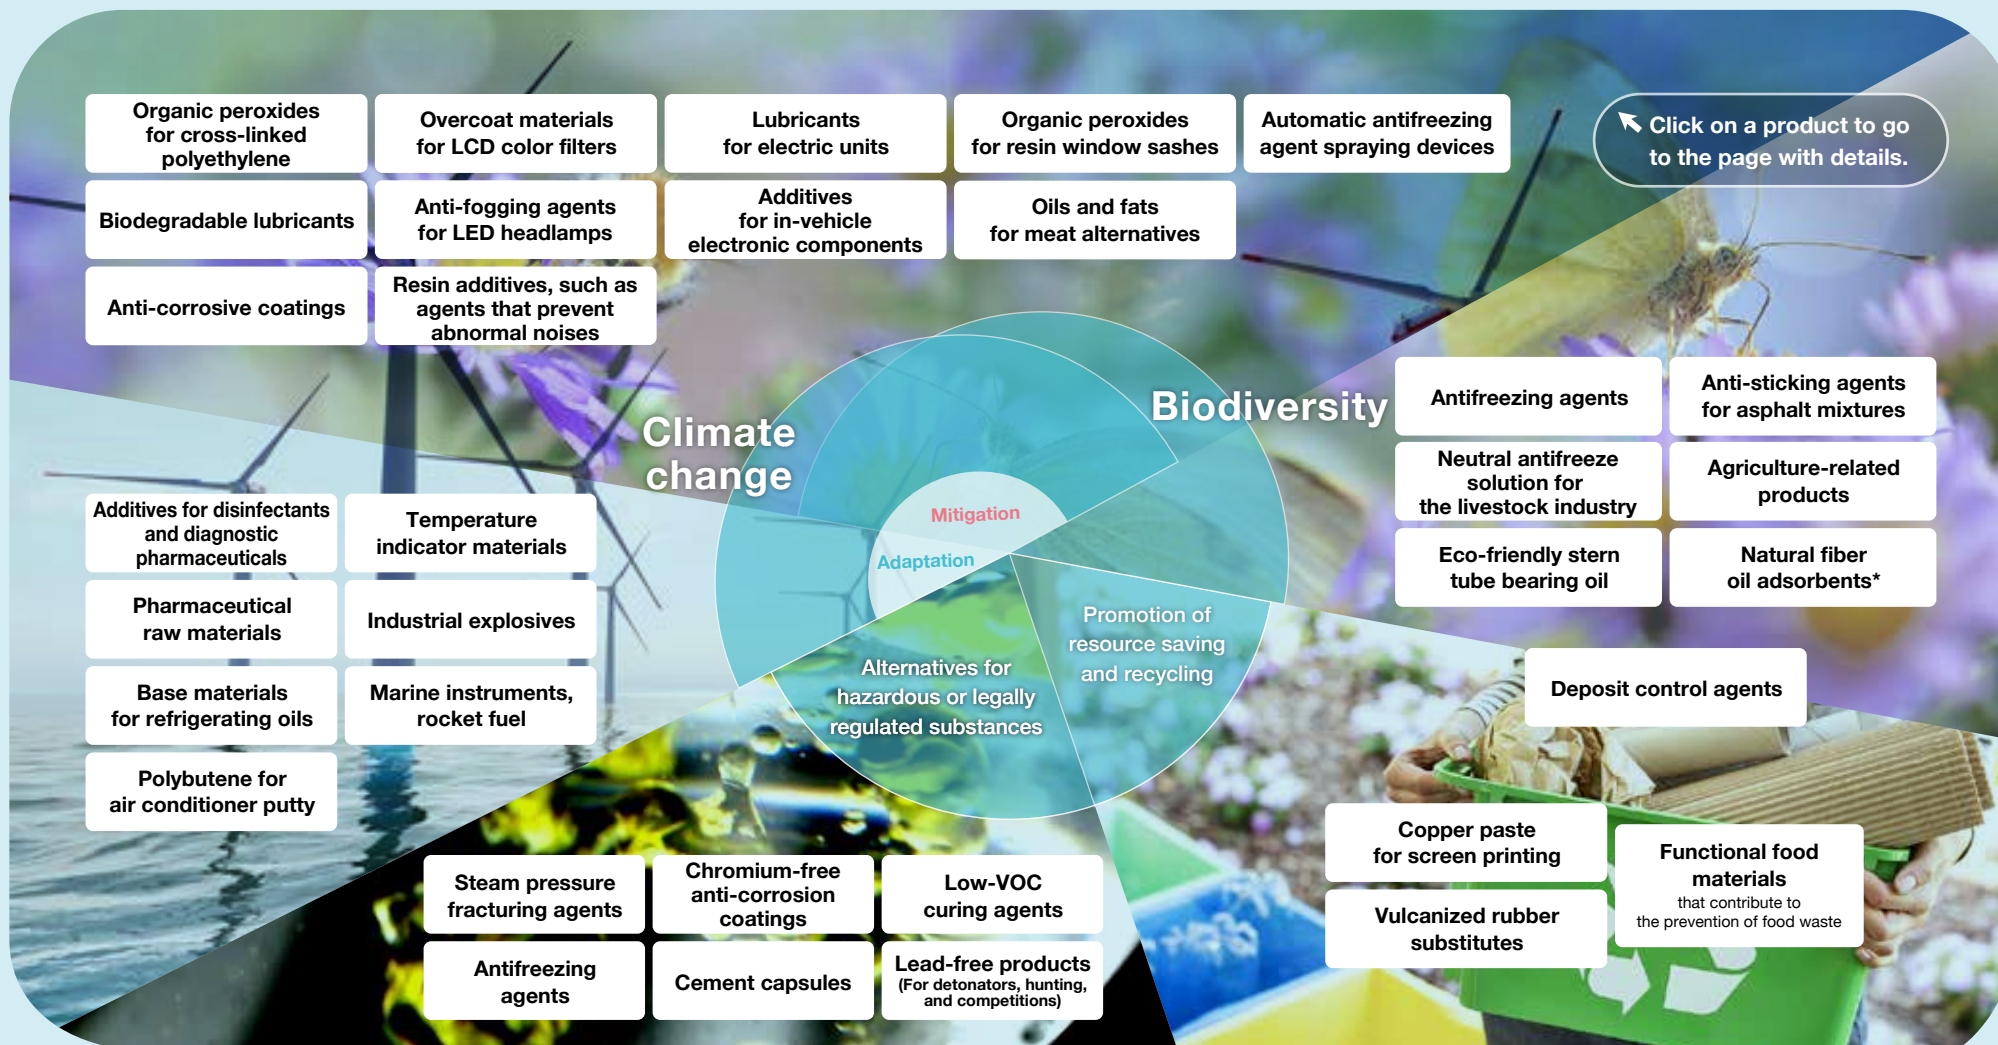 Organic peroxides
for cross-linked
polyethylene
Overcoat materials
for LCD color filters
Lubricants
for electric units
Organic peroxides
for resin window sashes
Automatic antifreezing
agent spraying devices
Click on a product to go
to the page with details.
Biodegradable lubricants
Anti-fogging agents
for LED headlamps
Additives
for in-vehicle
electronic components
Oils and fats
for meat alternatives
Anti-corrosive coatings
Resin additives, such as
agents that prevent
abnormal noises
Climate
change
Biodiversity
Mitigation
Adaptation
Antifreezing agents
Anti-sticking agents
for asphalt mixtures
Neutral antifreeze
solution for
the livestock industry
Agriculture-related
products
Eco-friendly stern
tube bearing oil
Natural fiber
oil adsorbents*
Additives for disinfectants
and diagnostic
pharmaceuticals
Temperature
indicator materials
Pharmaceutical
raw materials
Industrial explosives
Base materials
for refrigerating oils
Marine instruments,
rocket fuel
Polybutene for
air conditioner putty
Alternatives for
hazardous or legally
regulated substances
Promotion of
resource saving
and recycling
Deposit control agents
Copper paste
for screen printing
Functional food
materials
that contribute to
the prevention of food waste
Vulcanized rubber
substitutes
Steam pressure
fracturing agents
Chromium-free
anti-corrosion
coatings
Low-VOC
curing agents
Antifreezing
agents
Cement capsules
Lead-free products
(For detonators, hunting,
and competitions)